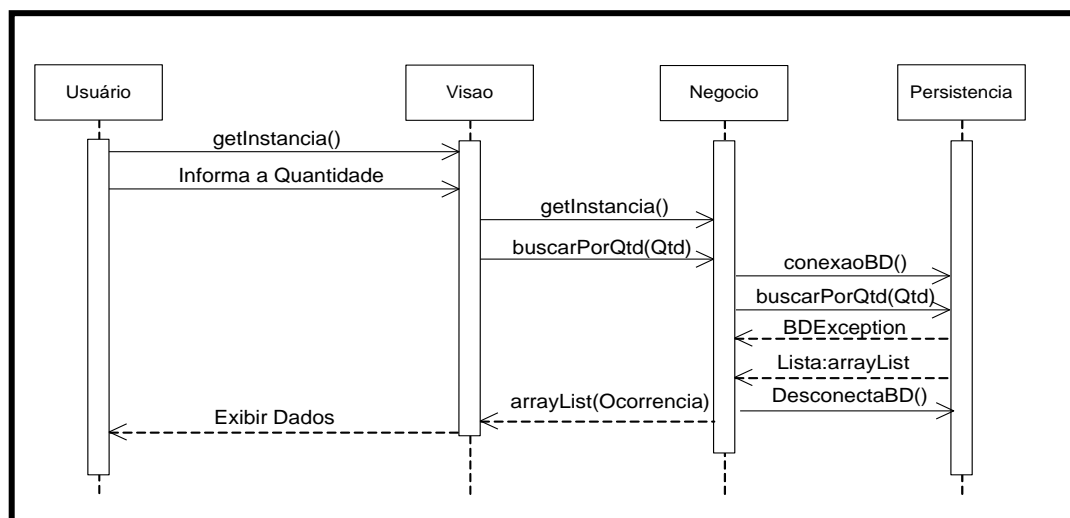 Usuário
Visao
Negocio
Persistencia
getInstancia()
Informa a Quantidade
getInstancia()
buscarPorQtd(Qtd)
conexaoBD()
buscarPorQtd(Qtd)
BDException
Lista:arrayList
DesconectaBD()
arrayList(Ocorrencia)
Exibir Dados